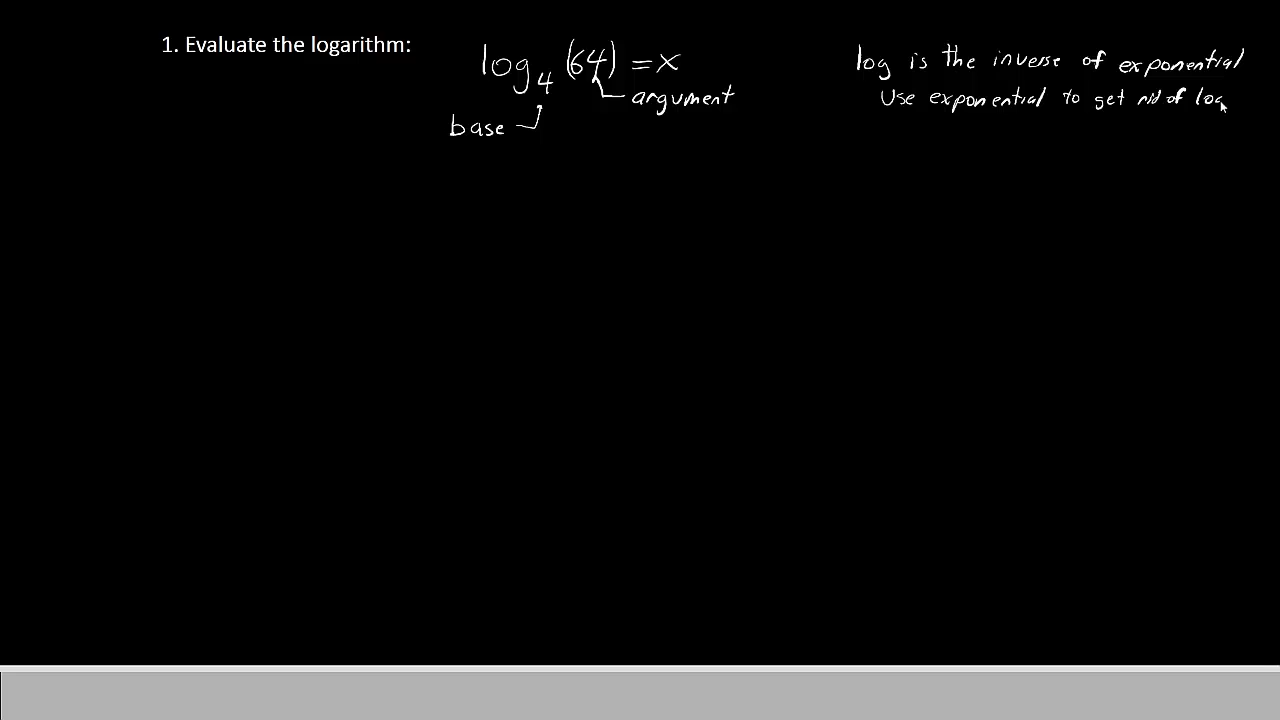 1. Evaluate the logarithm:
log₄(64) = x
argument
base
log is the inverse of exponential
Use exponential to get rid of log